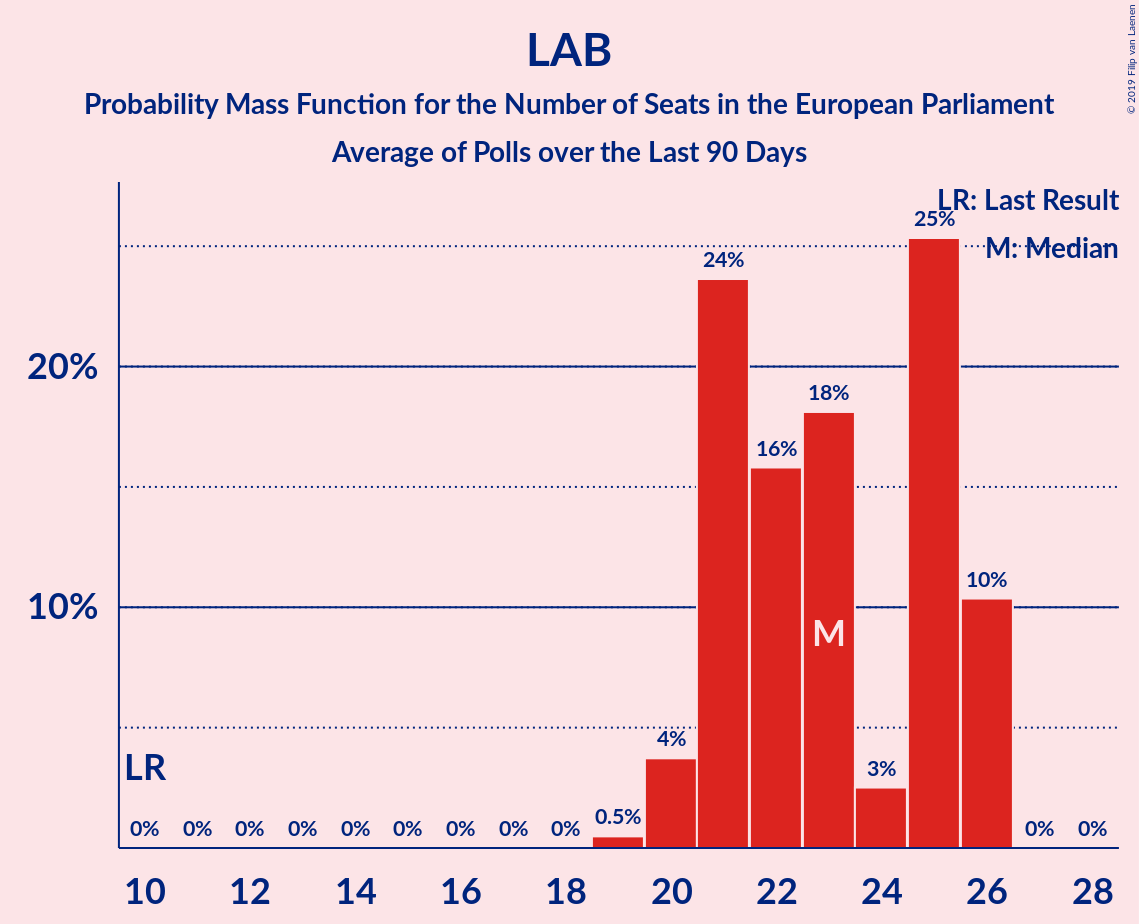 LAB
Probability Mass Function for the Number of Seats in the European Parliament
Average of Polls over the Last 90 Days
© 2019 Filip van Laenen
LR: Last Result
M: Median
25%
24%
20%
18%
16%
10%
10%
M
4%
3%
LR
0.5%
0% 0% 0% 0% 0% 0% 0% 0% 0% 0% 0%
10 12 14 16 18 20 22 24 26 28